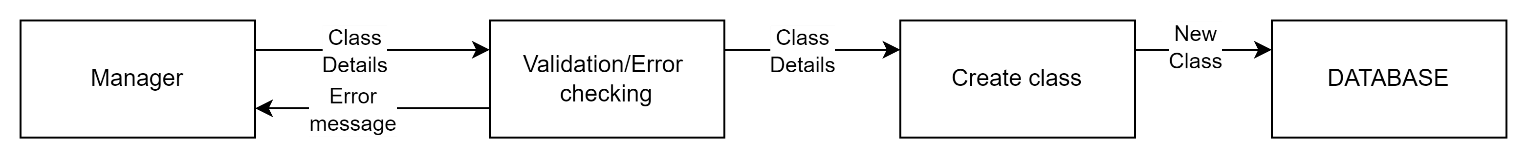 Manager
Class
Details
Error
message
Validation/Error
checking
Class
Details
Create class
New
Class
DATABASE